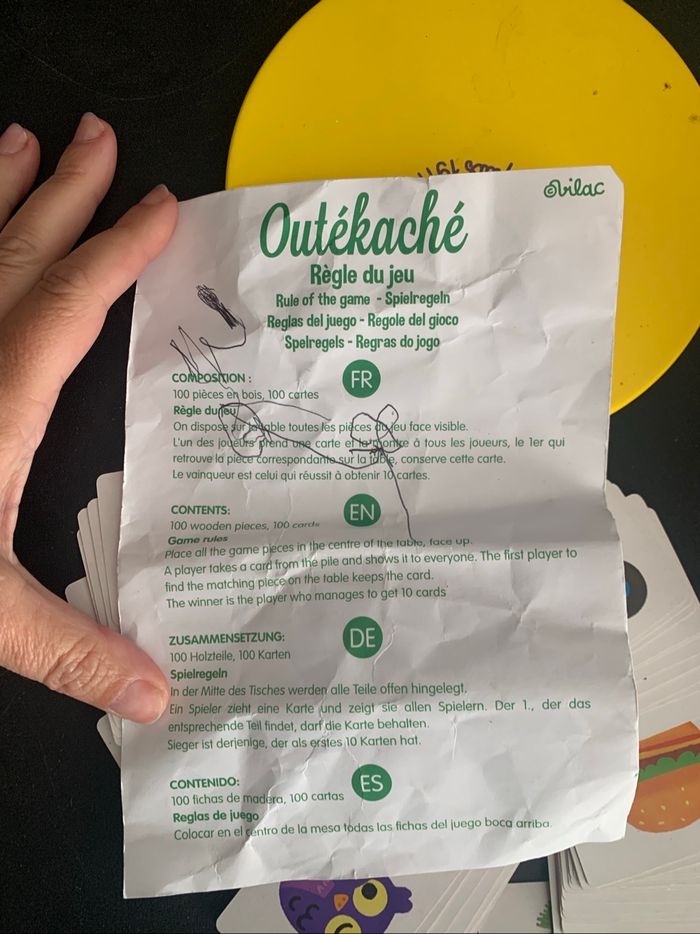 ©vilac
Outékaché
Règle du jeu
Rule of the game - Spielregeln
Reglas del juego - Regole del gioco
Spelregels - Regras do jogo
FR
COMPOSITION :
100 pièces en bois, 100 cartes
Règle du jeu
On dispose sur la table toutes les pièces du jeu face visible.
L'un des joueurs prend une carte et la montre à tous les joueurs, le 1er qui
retrouve la pièce correspondante sur la table, conserve cette carte.
Le vainqueur est celui qui réussit à obtenir 10 cartes.
EN
CONTENTS:
100 wooden pieces, 100 cards
Game rules
Place all the game pieces in the centre of the table, face up.
A player takes a card from the pile and shows it to everyone. The first player to
find the matching piece on the table keeps the card.
The winner is the player who manages to get 10 cards
DE
ZUSAMMENSETZUNG:
100 Holzteile, 100 Karten
Spielregeln
In der Mitte des Tisches werden alle Teile offen hingelegt.
Ein Spieler zieht eine Karte und zeigt sie allen Spielern. Der 1., der das
entsprechende Teil findet, darf die Karte behalten.
Sieger ist derjenige, der als erstes 10 Karten hat.
ES
CONTENIDO:
100 fichas de madera, 100 cartas
Reglas de juego
Colocar en el centro de la mesa todas las fichas del juego boca arriba.